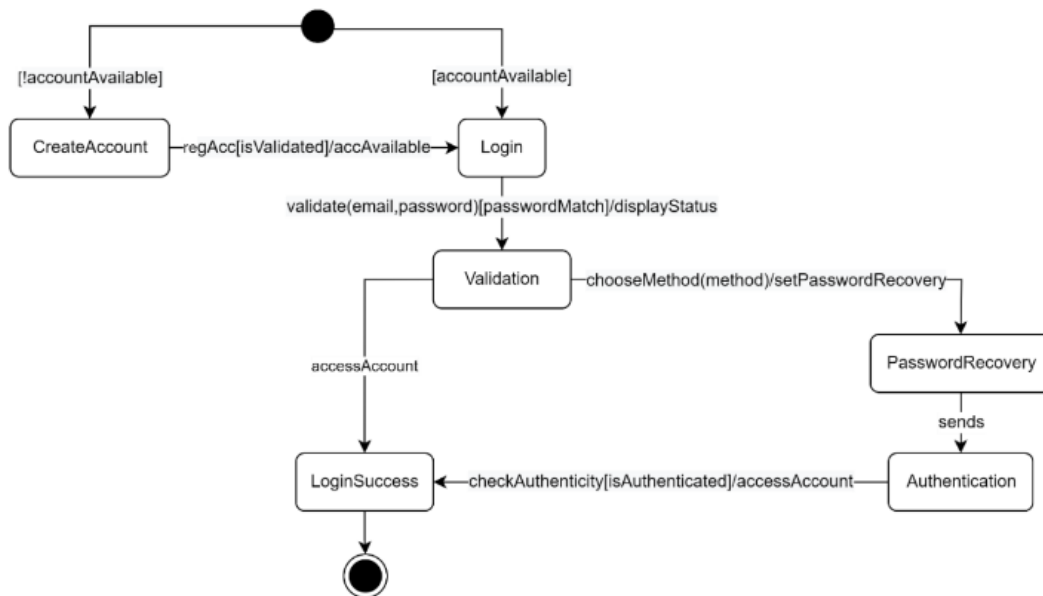 [!accountAvailable]
[accountAvailable]
CreateAccount
regAcc[isValidated]/accAvailable
Login
validate(email,password)[passwordMatch]/displayStatus
Validation
chooseMethod(method)/setPasswordRecovery
accessAccount
PasswordRecovery
sends
LoginSuccess
checkAuthenticity[isAuthenticated]/accessAccount
Authentication